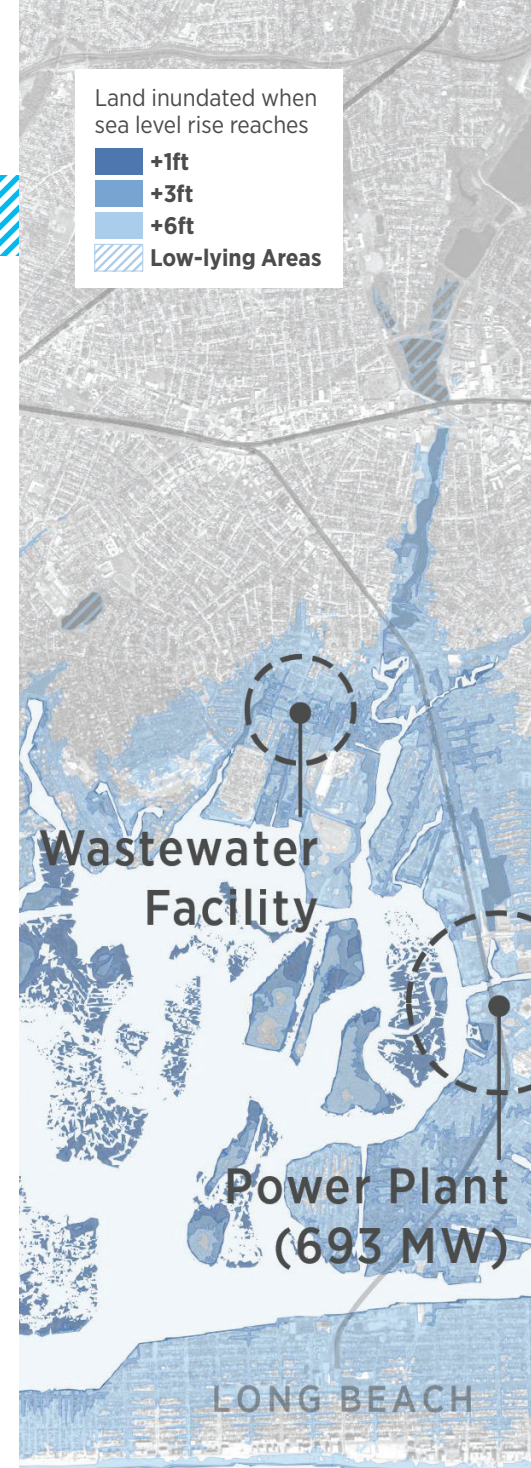 Land inundated when
sea level rise reaches
+1ft
+3ft
+6ft
Low-lying Areas
Wastewater
Facility
Power Plant
(693 MW)
LONG BEACH